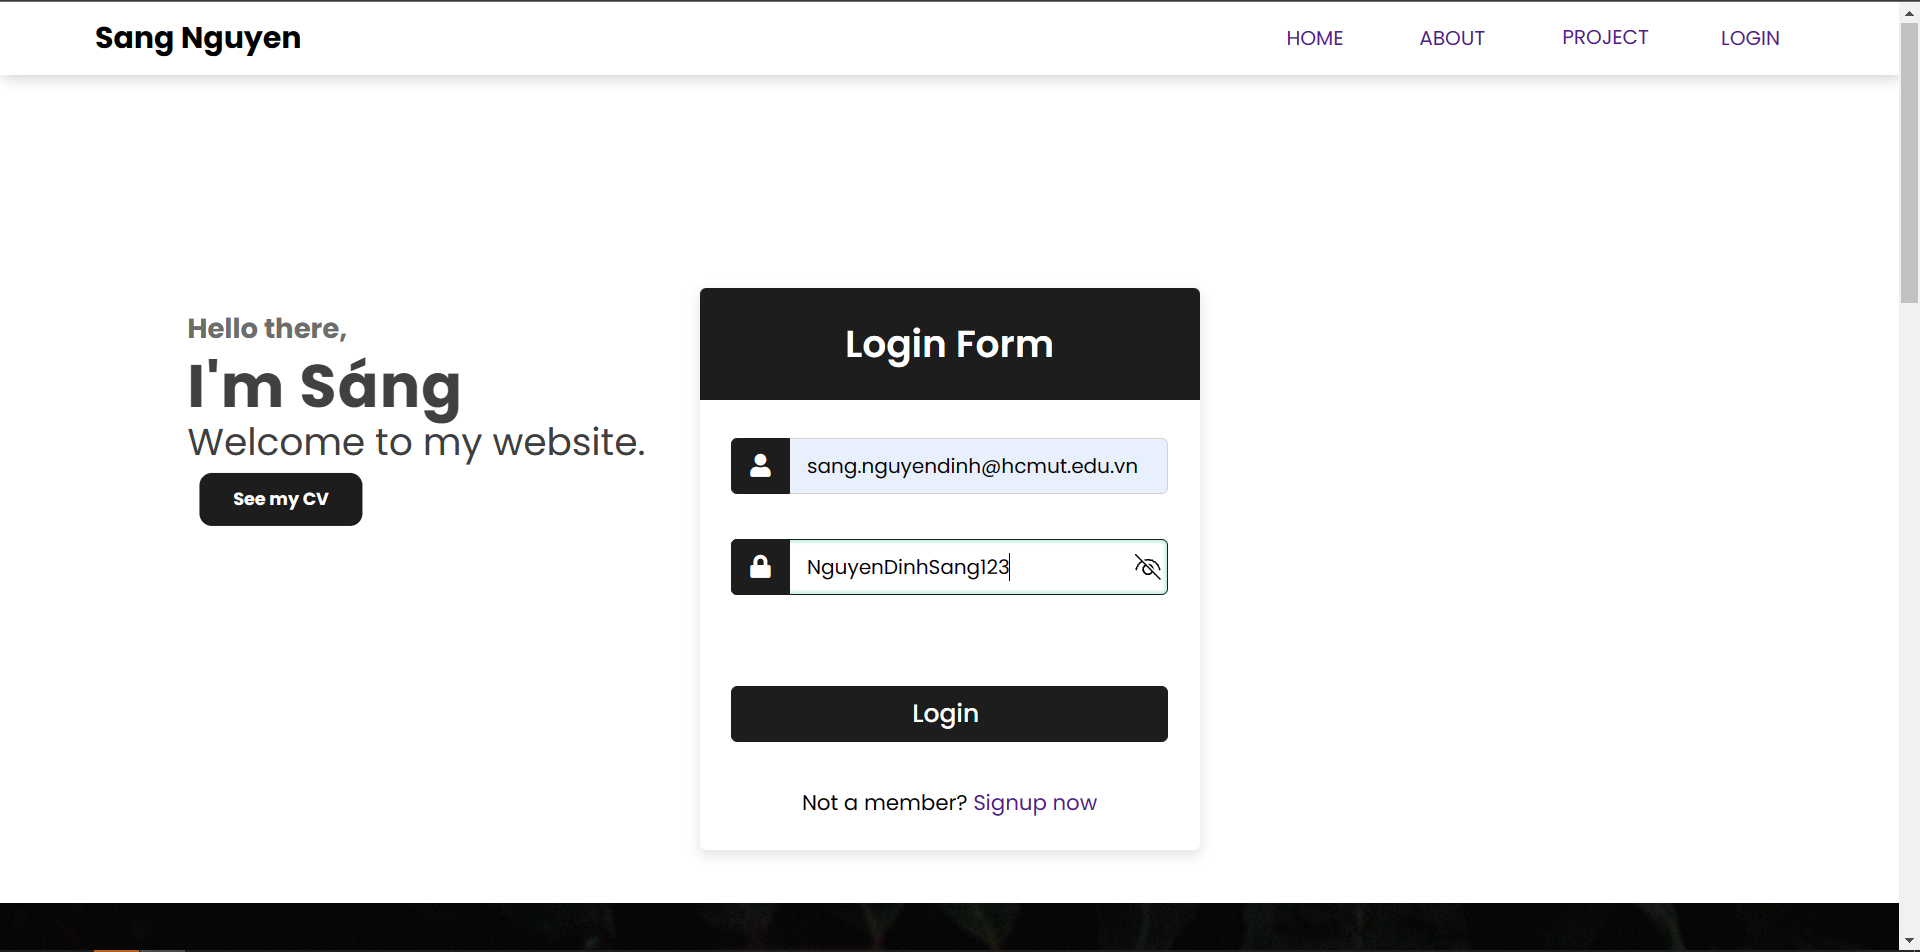 Sang Nguyen
HOME
ABOUT
PROJECT
LOGIN
Hello there,
I'm Sáng
Welcome to my website.
See my CV
Login Form
sang.nguyendinh@hcmut.edu.vn
NguyenDinhSang123
Login
Not a member? Signup now